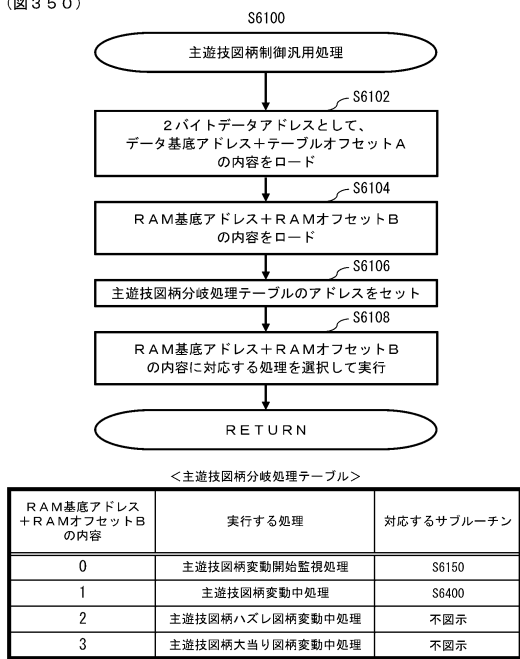 （図３５０）
S6100
主遊技図柄制御汎用処理
S6102
２バイトデータアドレスとして、
データ基底アドレス＋テーブルオフセットＡ
の内容をロード
S6104
ＲＡＭ基底アドレス＋ＲＡＭオフセットＢ
の内容をロード
S6106
主遊技図柄分岐処理テーブルのアドレスをセット
S6108
ＲＡＭ基底アドレス＋ＲＡＭオフセットＢ
の内容に対応する処理を選択して実行
ＲＥＴＵＲＮ
＜主遊技図柄分岐処理テーブル＞
ＲＡＭ基底アドレス
＋ＲＡＭオフセットＢ
の内容
実行する処理
対応するサブルーチン
0 主遊技図柄変動開始監視処理 S6150
1 主遊技図柄変動中処理 S6400
2 主遊技図柄ハズレ図柄変動中処理 不図示
3 主遊技図柄大当り図柄変動中処理 不図示